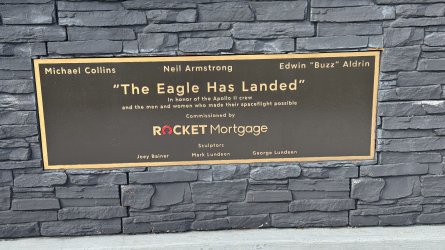 Michael Collins Neil Armstrong Edwin "Buzz" Aldrin
"The Eagle Has Landed"
In honor of the Apollo 11 crew
and the men and women who made their spaceflight possible
Commissioned by
ROCKET Mortgage
Sculptors
Joey Bainer Mark Lundeen George Lundeen